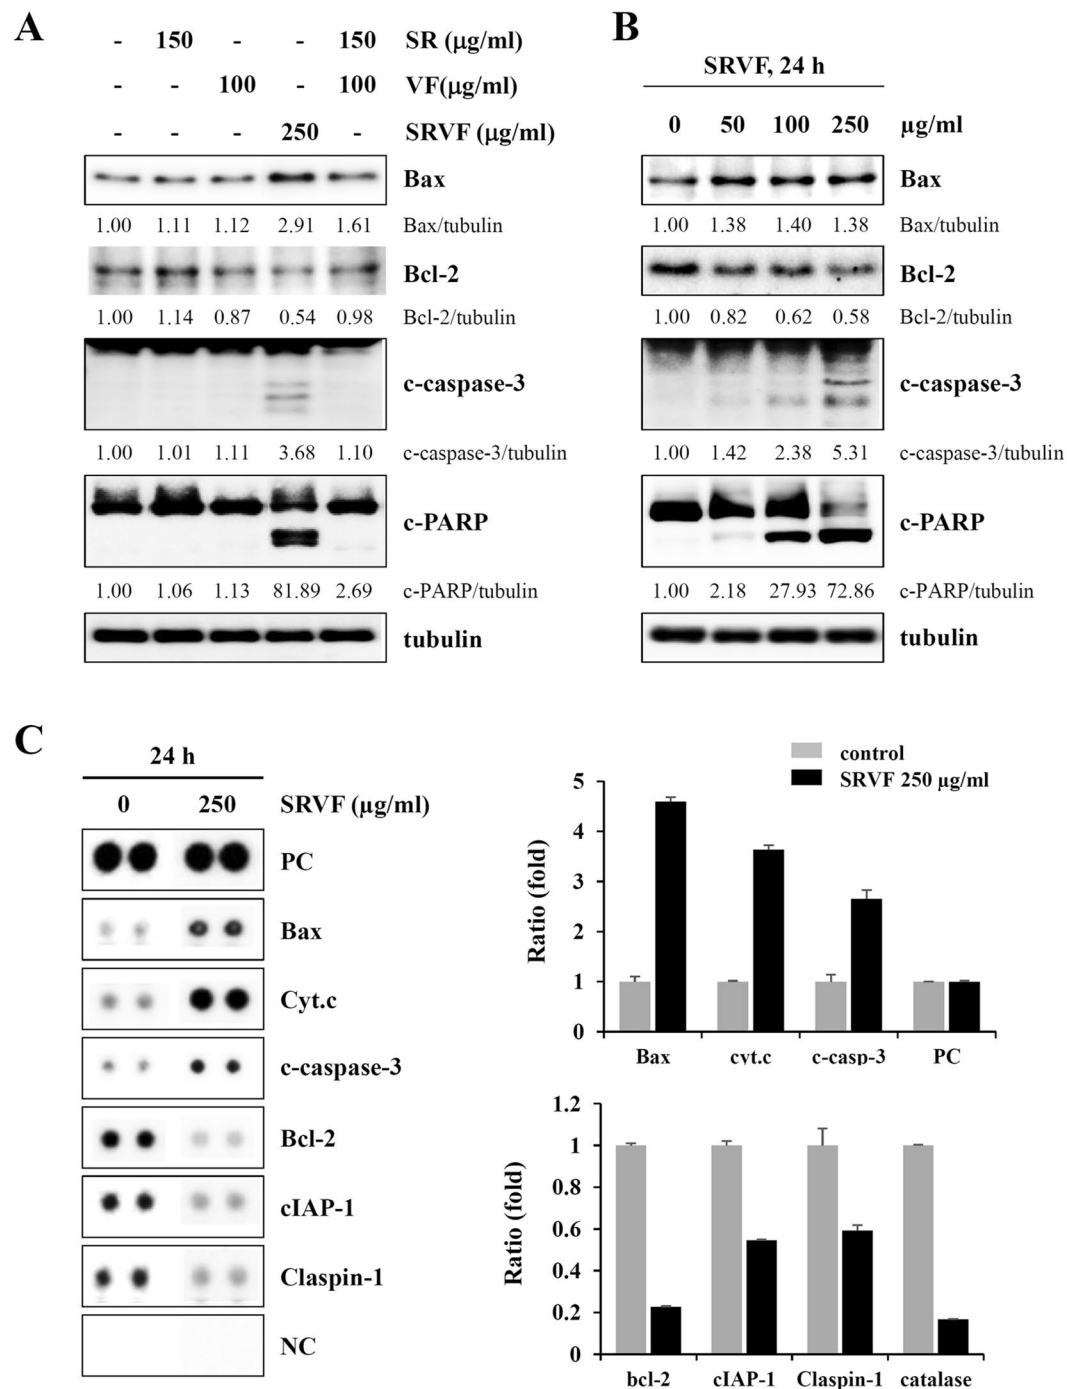 A
- 150 - - 150 SR (µg/ml)
- - 100 - 100 VF(µg/ml)
- - - 250 - SRVF (µg/ml)
Bax
1.00 1.11 1.12 2.91 1.61 Bax/tubulin
Bcl-2
1.00 1.14 0.87 0.54 0.98 Bcl-2/tubulin
c-caspase-3
1.00 1.01 1.11 3.68 1.10 c-caspase-3/tubulin
c-PARP
1.00 1.06 1.13 81.89 2.69 c-PARP/tubulin
tubulin
B
SRVF, 24 h
0 50 100 250 µg/ml
Bax
1.00 1.38 1.40 1.38 Bax/tubulin
Bcl-2
1.00 0.82 0.62 0.58 Bcl-2/tubulin
c-caspase-3
1.00 1.42 2.38 5.31 c-caspase-3/tubulin
c-PARP
1.00 2.18 27.93 72.86 c-PARP/tubulin
tubulin
C
24 h
0 250 SRVF (µg/ml)
PC
Bax
Cyt.c
c-caspase-3
Bcl-2
cIAP-1
Claspin-1
NC
control
SRVF 250 µg/ml
Ratio (fold)
5
4
3
2
1
0
Bax cyt.c c-casp-3 PC
Ratio (fold)
1.2
1
0.8
0.6
0.4
0.2
0
bcl-2 cIAP-1 Claspin-1 catalase